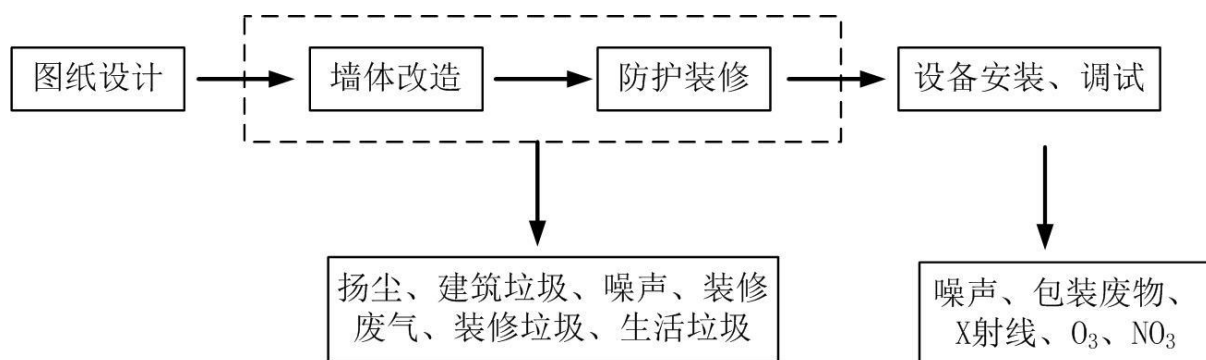 图纸设计
墙体改造
防护装修
设备安装、调试
扬尘、建筑垃圾、噪声、装修
废气、装修垃圾、生活垃圾
噪声、包装废物、
X射线、O₃、NO₃